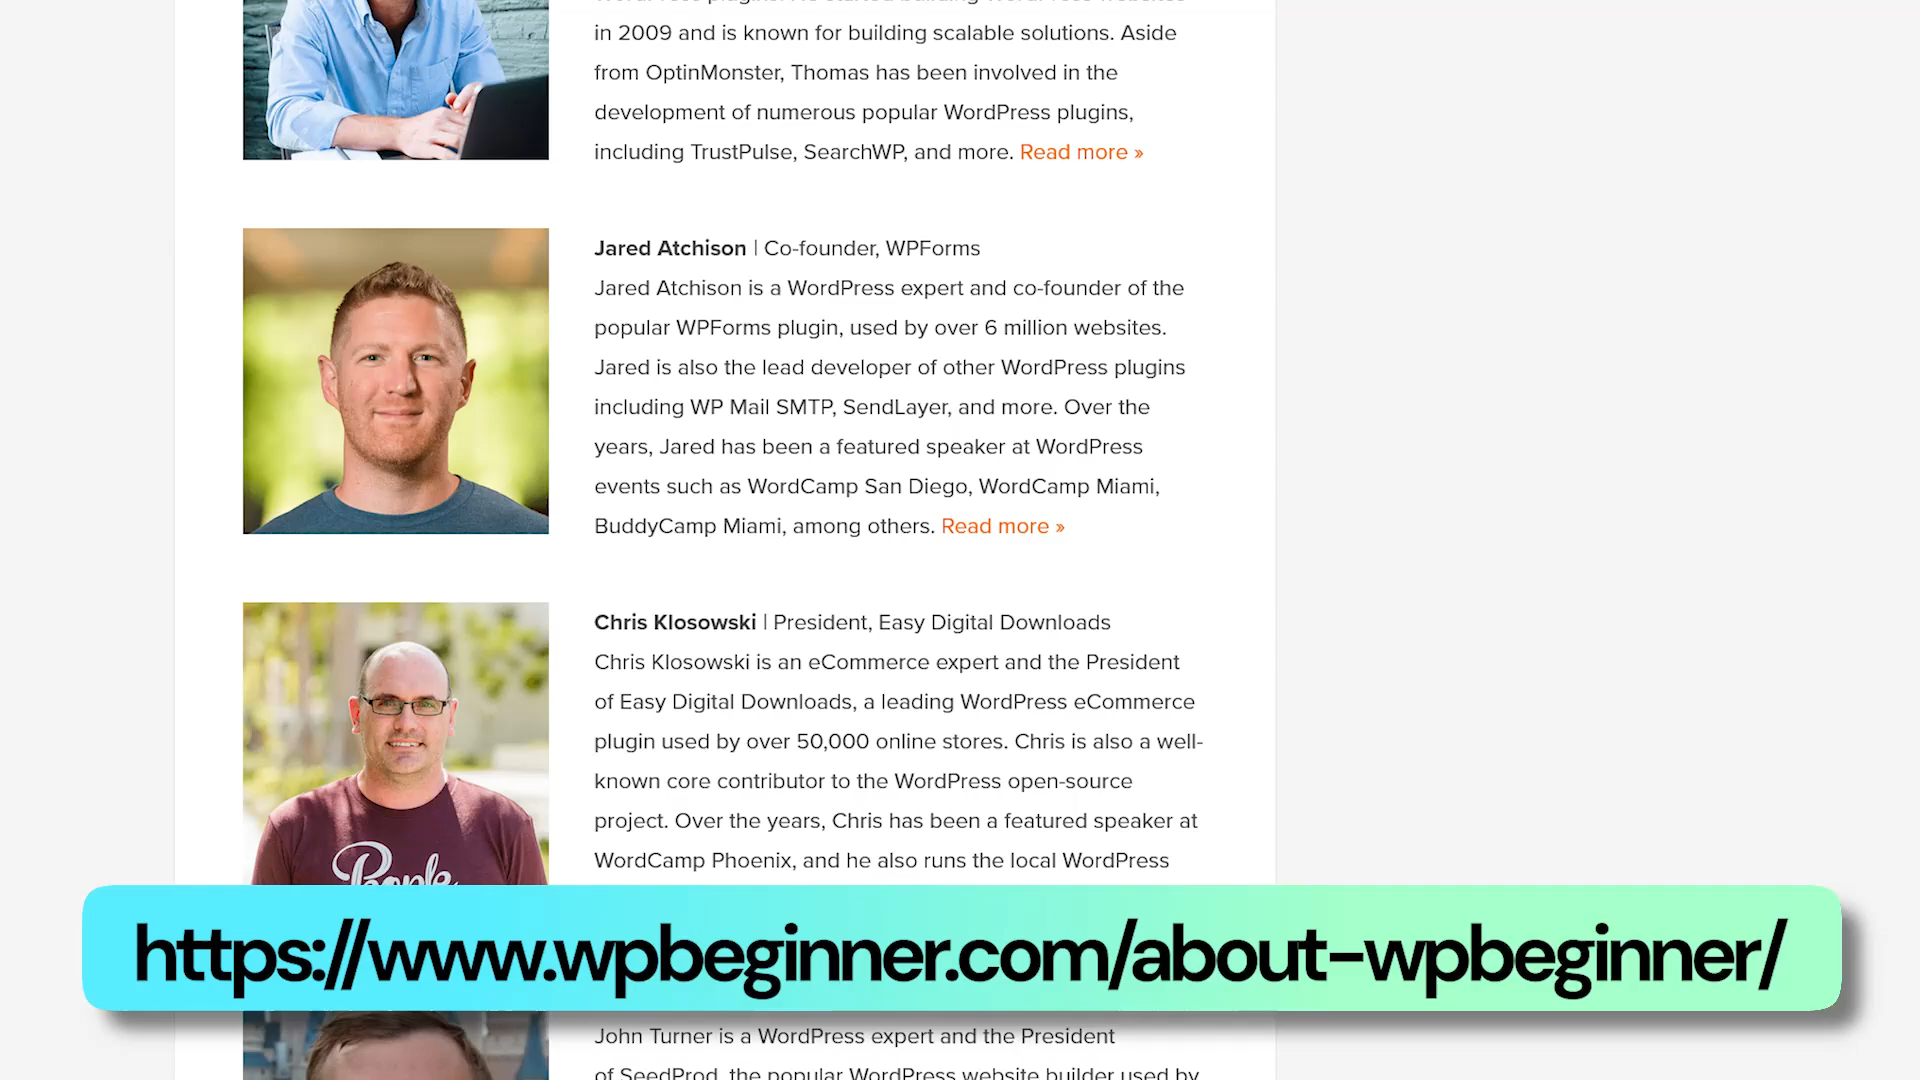 in 2009 and is known for building scalable solutions. Aside
from OptinMonster, Thomas has been involved in the
development of numerous popular WordPress plugins,
including TrustPulse, SearchWP, and more. Read more »
Jared Atchison | Co-founder, WPForms
Jared Atchison is a WordPress expert and co-founder of the
popular WPForms plugin, used by over 6 million websites.
Jared is also the lead developer of other WordPress plugins
including WP Mail SMTP, SendLayer, and more. Over the
years, Jared has been a featured speaker at WordPress
events such as WordCamp San Diego, WordCamp Miami,
BuddyCamp Miami, among others. Read more »
Chris Klosowski | President, Easy Digital Downloads
Chris Klosowski is an eCommerce expert and the President
of Easy Digital Downloads, a leading WordPress eCommerce
plugin used by over 50,000 online stores. Chris is also a well-
known core contributor to the WordPress open-source
project. Over the years, Chris has been a featured speaker at
WordCamp Phoenix, and he also runs the local WordPress
https://www.wpbeginner.com/about-wpbeginner/
John Turner is a WordPress expert and the President
of SeedProd, the popular WordPress website builder used by